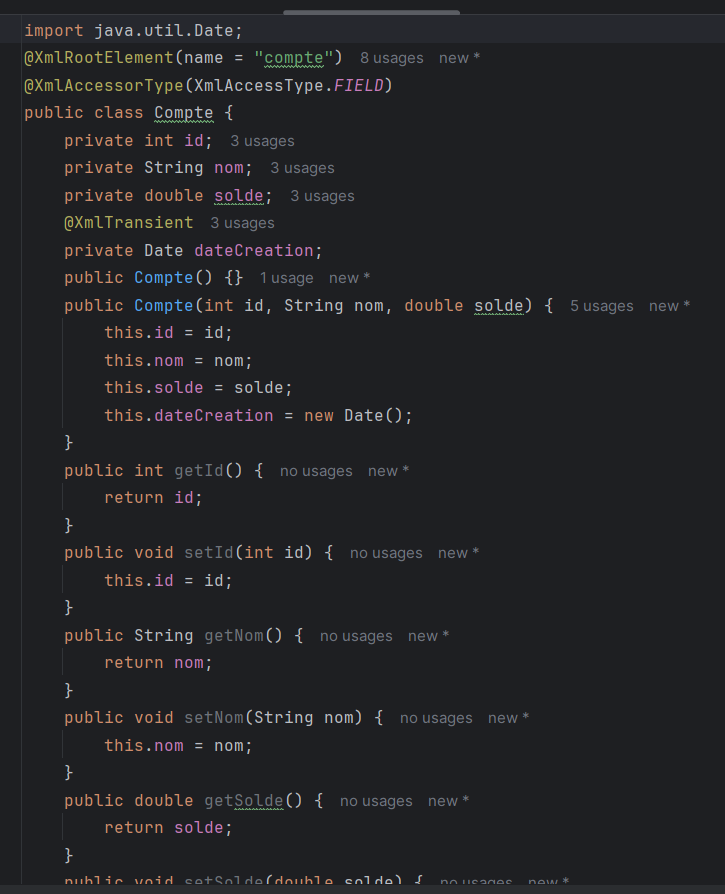 import java.util.Date;
@XmlRootElement(name = "compte") 8 usages new *
@XmlAccessorType(XmlAccessType.FIELD)
public class Compte {
private int id; 3 usages
private String nom; 3 usages
private double solde; 3 usages
@XmlTransient 3 usages
private Date dateCreation;
public Compte() {} 1 usage new *
public Compte(int id, String nom, double solde) { 5 usages new *
this.id = id;
this.nom = nom;
this.solde = solde;
this.dateCreation = new Date();
}
public int getId() { no usages new *
return id;
}
public void setId(int id) { no usages new *
this.id = id;
}
public String getNom() { no usages new *
return nom;
}
public void setNom(String nom) { no usages new *
this.nom = nom;
}
public double getSolde() { no usages new *
return solde;
}
public void setSolde(double solde) { no usages new *